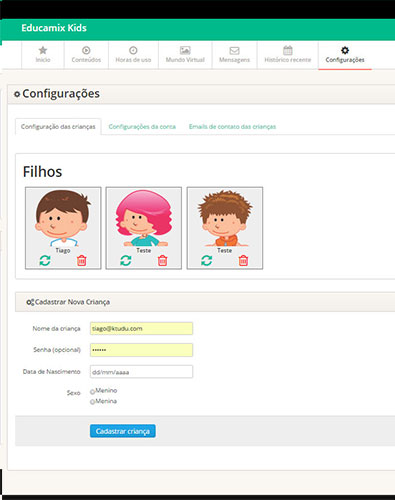 Educamix Kids
Início
Conteúdos
Horas de uso
Mundo Virtual
Mensagens
Histórico recente
Configurações
Configurações
Configuração das crianças
Configurações da conta
Emails de contato das crianças
Filhos
Tiago
Teste
Teste
Cadastrar Nova Criança
Nome da criança
tiago@ktudu.com
Senha (optional)
••••••
Data de Nastcimento
dd/mm/aaaa
Sexo
Menino
Menina
Cadastrar criança